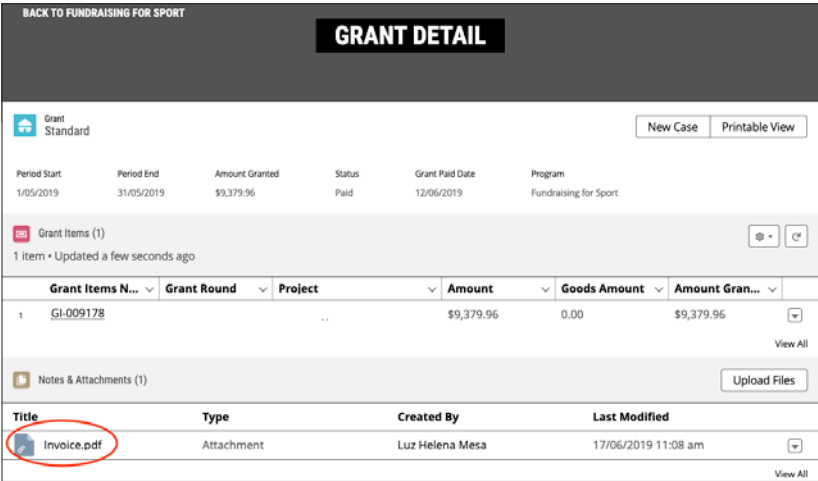 BACK TO FUNDRAISING FOR SPORT
GRANT DETAIL
Grant
Standard
New Case Printable View
Period Start Period End Amount Granted Status Grant Paid Date Program
1/05/2019 31/05/2019 $9,379.96 Paid 12/06/2019 Fundraising for Sport
Grant Items (1)
1 item • Updated a few seconds ago
Grant Items N... Grant Round Project Amount Goods Amount Amount Gran...
1 GI-009178 .. $9,379.96 0.00 $9,379.96
View All
Notes & Attachments (1) Upload Files
Title Type Created By Last Modified
Invoice.pdf Attachment Luz Helena Mesa 17/06/2019 11:08 am
View All